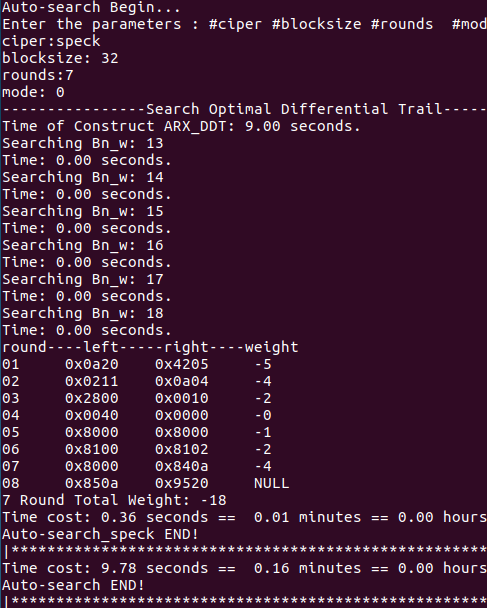 Auto-search Begin...
Enter the parameters : #ciper #blocksize #rounds  #mod
ciper:speck
blocksize: 32
rounds:7
mode: 0
----------------Search Optimal Differential Trail-----
Time of Construct ARX_DDT: 9.00 seconds.
Searching Bn_w: 13
Time: 0.00 seconds.
Searching Bn_w: 14
Time: 0.00 seconds.
Searching Bn_w: 15
Time: 0.00 seconds.
Searching Bn_w: 16
Time: 0.00 seconds.
Searching Bn_w: 17
Time: 0.00 seconds.
Searching Bn_w: 18
Time: 0.00 seconds.
round----left-----right----weight
01     0x0a20    0x4205     -5
02     0x0211    0x0a04     -4
03     0x2800    0x0010     -2
04     0x0040    0x0000     -0
05     0x8000    0x8000     -1
06     0x8100    0x8102     -2
07     0x8000    0x840a     -4
08     0x850a    0x9520     NULL
7 Round Total Weight: -18
Time cost: 0.36 seconds ==  0.01 minutes == 0.00 hours
Auto-search_speck END!
|*****************************************************
Time cost: 9.78 seconds ==  0.16 minutes == 0.00 hours
Auto-search END!
|*****************************************************